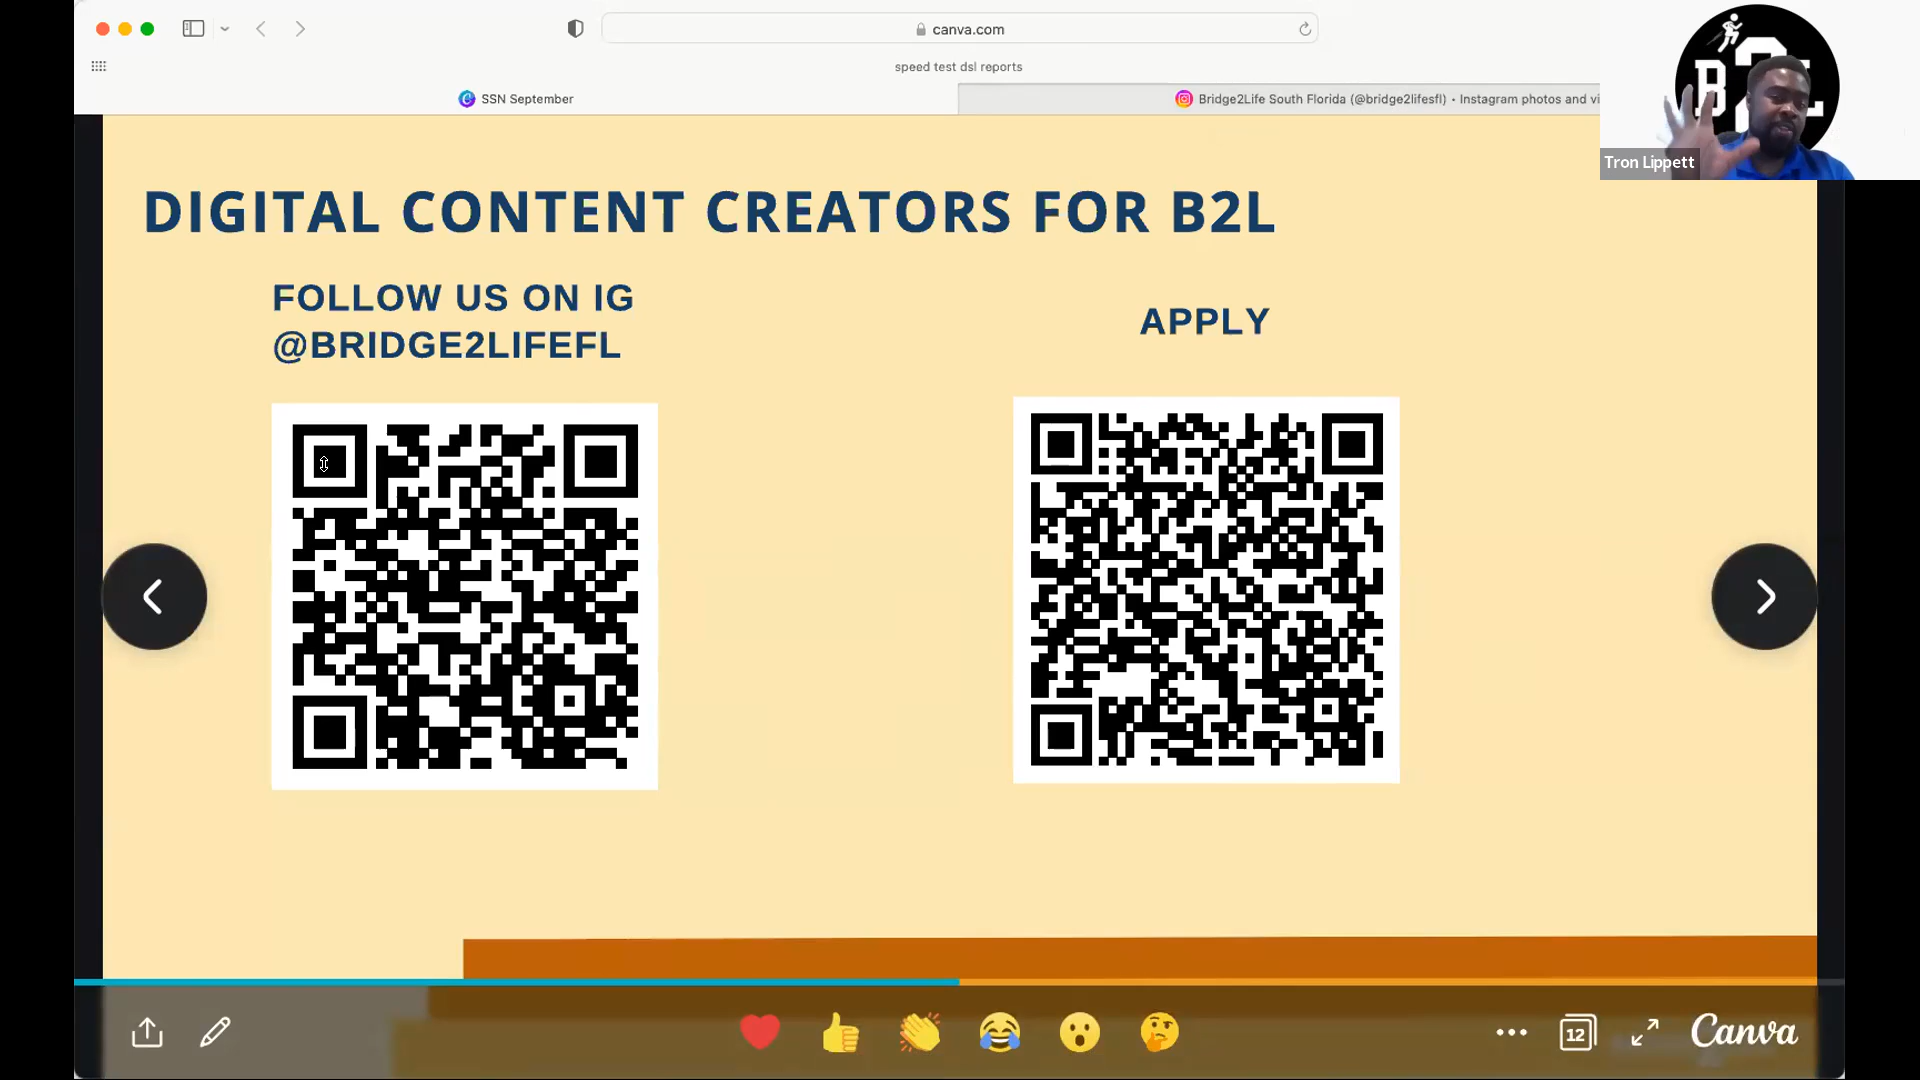 canva.com
speed test dsl reports
SSN September
Bridge2Life South Florida (@bridge2lifesfl) • Instagram photos and vi
B2L
Tron Lippett
DIGITAL CONTENT CREATORS FOR B2L
FOLLOW US ON IG
@BRIDGE2LIFEFL
APPLY
12
Canva